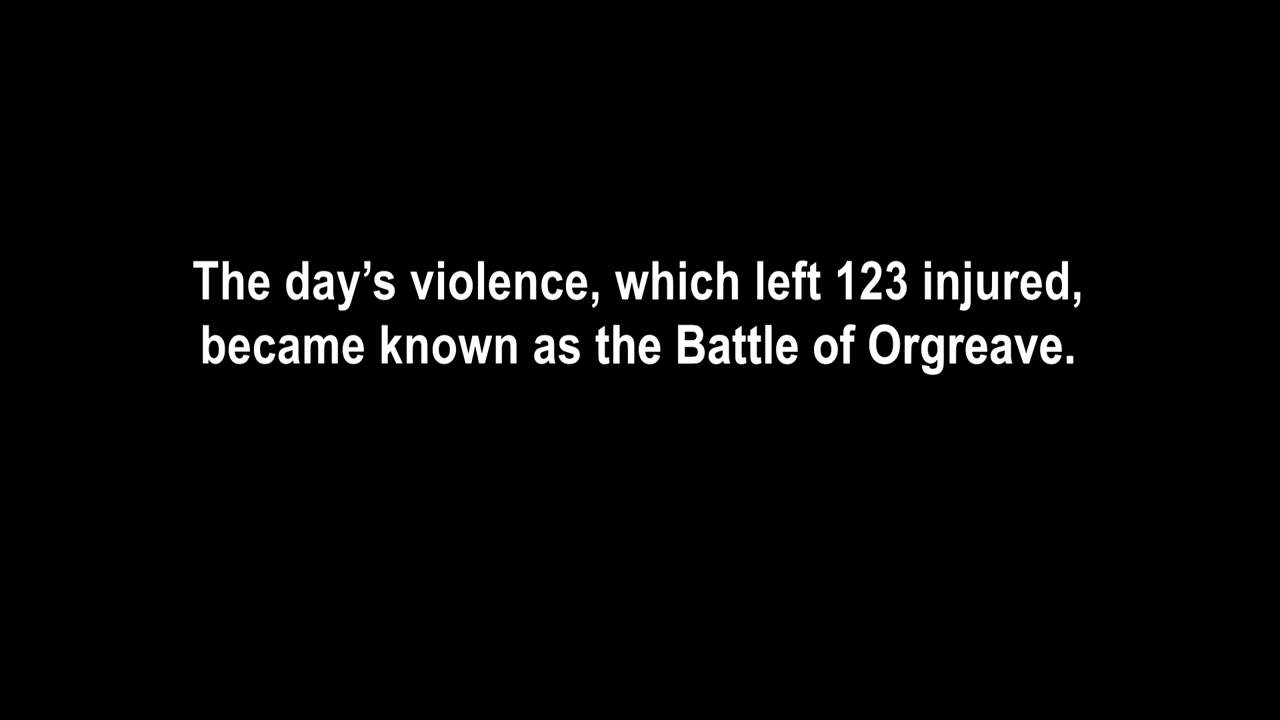 The day’s violence, which left 123 injured,
became known as the Battle of Orgreave.